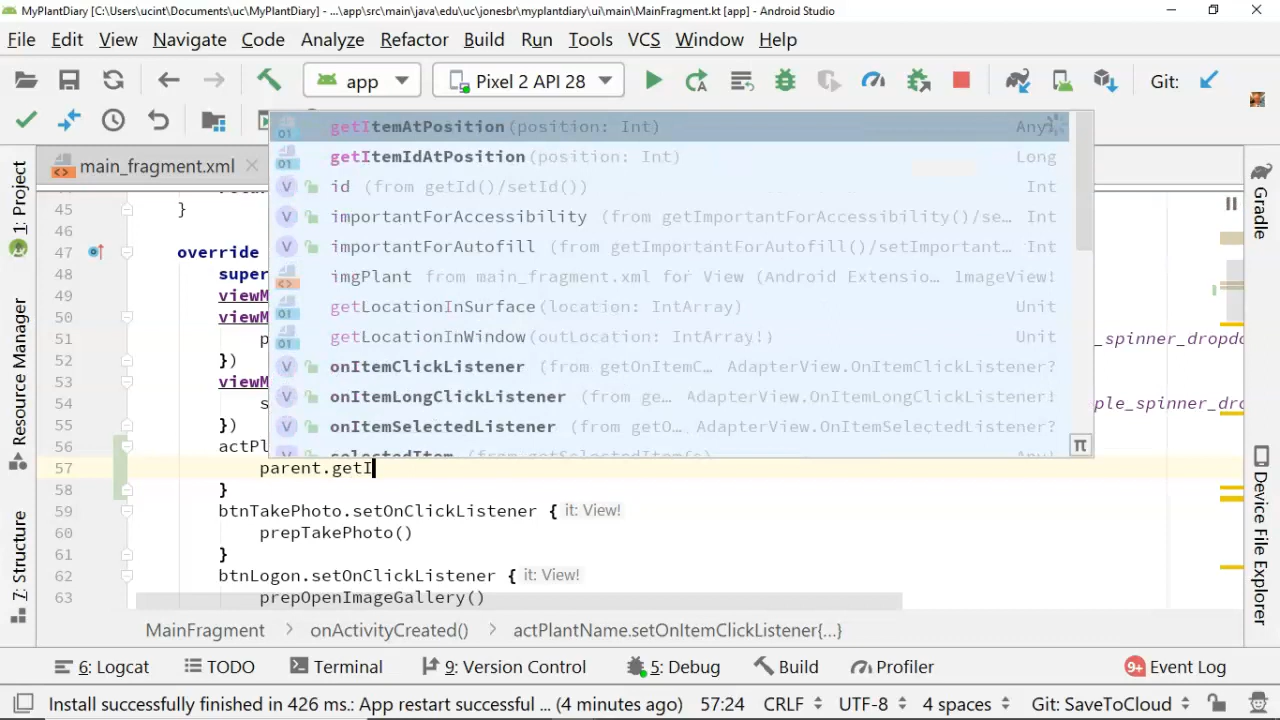 MyPlantDiary [C:\Users\ucint\Documents\uc\MyPlantDiary] - ...\app\src\main\java\edu\uc\jonesbr\myplantdiary\ui\main\MainFragment.kt [app] - Android Studio
File Edit View Navigate Code Analyze Refactor Build Run Tools VCS Window Help
app Pixel 2 API 28 Git:
main_fragment.xml
getItemAtPosition(position: Int) Any
getItemIdAtPosition(position: Int) Long
id (from getId()/setId()) Int
importantForAccessibility (from getImportantForAccessibility()/se... Int
importantForAutofill (from getImportantForAutofill()/setImportant... Int
imgPlant from main_fragment.xml for View (Android Extensio... ImageView!
getLocationInSurface(location: IntArray) Unit
getLocationInWindow(outLocation: IntArray!) Unit
onItemClickListener (from getOnItemC... AdapterView.OnItemClickListener?
onItemLongClickListener (from ge... AdapterView.OnItemLongClickListener?
onItemSelectedListener (from getO... AdapterView.OnItemSelectedListener?
selectedItem (from getSelectedItem()) Any!
45 }
46
47 override
48 super
49 viewM
50 viewM
51 p _spinner_dropdo
52 })
53 viewM
54 s ple_spinner_drop
55 })
56 actPl
57 parent.getI
58 }
59 btnTakePhoto.setOnClickListener { it: View!
60 prepTakePhoto()
61 }
62 btnLogon.setOnClickListener { it: View!
63 prepOpenImageGallery()
MainFragment > onActivityCreated() > actPlantName.setOnItemClickListener{...}
1: Project
Resource Manager
7: Structure
Gradle
Device File Explorer
6: Logcat TODO Terminal 9: Version Control 5: Debug Build Profiler 9+ Event Log
Install successfully finished in 426 ms.: App restart successful ... (4 minutes ago) 57:24 CRLF UTF-8 4 spaces Git: SaveToCloud